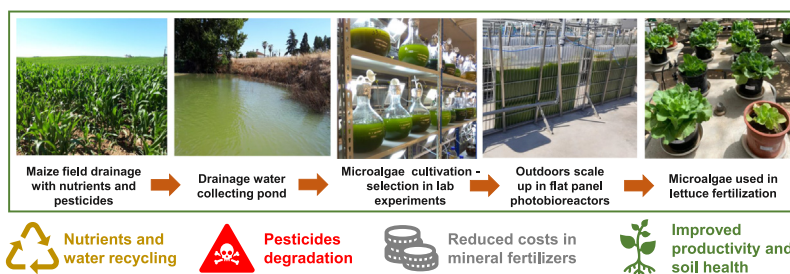 Maize field drainage
with nutrients and
pesticides
Drainage water
collecting pond
Microalgae cultivation -
selection in lab
experiments
Outdoors scale
up in flat panel
photobioreactors
Microalgae used in
lettuce fertilization
Nutrients and
water recycling
Pesticides
degradation
Reduced costs in
mineral fertilizers
Improved
productivity and
soil health